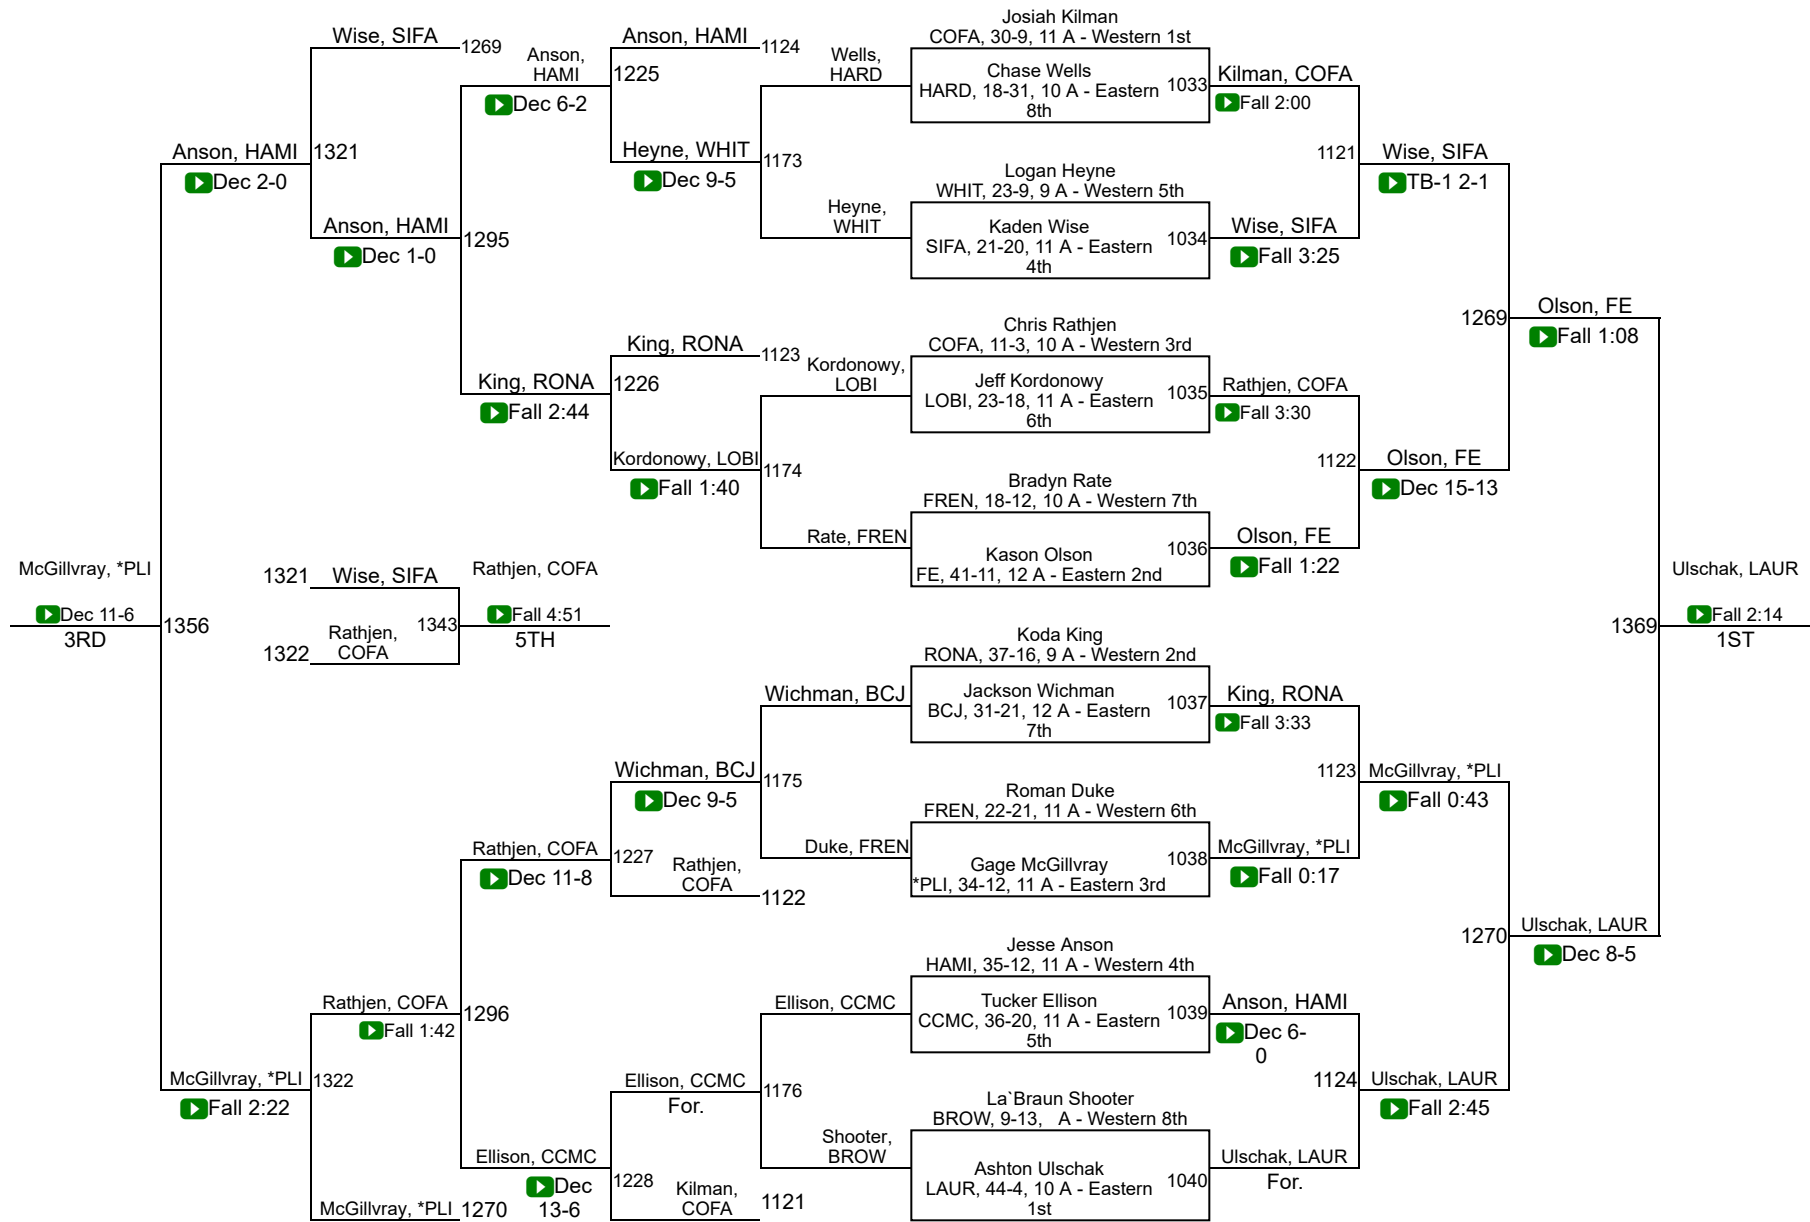 Wise, SIFA
1269
Anson, HAMI
1321
Dec 2-0
Anson, HAMI
Dec 1-0
1295
Anson,
HAMI
Dec 6-2
1225
Anson, HAMI
1124
Heyne, WHIT
Dec 9-5
1173
Wells,
HARD
Heyne,
WHIT
King, RONA
Fall 2:44
King, RONA
1123
1226
Kordonowy, LOBI
Fall 1:40
1174
Kordonowy,
LOBI
Rate, FREN
Josiah Kilman
COFA, 30-9, 11 A - Western 1st
Chase Wells
HARD, 18-31, 10 A - Eastern
8th
1033
Kilman, COFA
Fall 2:00
Logan Heyne
WHIT, 23-9, 9 A - Western 5th
Kaden Wise
SIFA, 21-20, 11 A - Eastern
4th
1034
Wise, SIFA
Fall 3:25
1121
Wise, SIFA
TB-1 2-1
Chris Rathjen
COFA, 11-3, 10 A - Western 3rd
Jeff Kordonowy
LOBI, 23-18, 11 A - Eastern
6th
1035
Rathjen, COFA
Fall 3:30
Bradyn Rate
FREN, 18-12, 10 A - Western 7th
Kason Olson
FE, 41-11, 12 A - Eastern 2nd
1036
Olson, FE
Fall 1:22
1122
Olson, FE
Dec 15-13
1269
Olson, FE
Fall 1:08
McGillvray, *PLI
Dec 11-6
3RD
1356
1321
Wise, SIFA
1322
Rathjen,
COFA
1343
Rathjen, COFA
Fall 4:51
5TH
Ulschak, LAUR
Fall 2:14
1ST
1369
Koda King
RONA, 37-16, 9 A - Western 2nd
Jackson Wichman
BCJ, 31-21, 12 A - Eastern
7th
1037
King, RONA
Fall 3:33
Roman Duke
FREN, 22-21, 11 A - Western 6th
Gage McGillvray
*PLI, 34-12, 11 A - Eastern 3rd
1038
McGillvray, *PLI
Fall 0:17
1123
McGillvray, *PLI
Fall 0:43
Wichman, BCJ
Duke, FREN
1175
Wichman, BCJ
Dec 9-5
Rathjen, COFA
Dec 11-8
1227
Rathjen,
COFA
1122
Jesse Anson
HAMI, 35-12, 11 A - Western 4th
Tucker Ellison
CCMC, 36-20, 11 A - Eastern
5th
1039
Anson, HAMI
Dec 6-
0
La`Braun Shooter
BROW, 9-13, A - Western 8th
Ashton Ulschak
LAUR, 44-4, 10 A - Eastern
1st
1040
Ulschak, LAUR
For.
1124
Ulschak, LAUR
Fall 2:45
1270
Ulschak, LAUR
Dec 8-5
Ellison, CCMC
Shooter,
BROW
1176
Ellison, CCMC
For.
Kilman,
COFA
1121
1228
Ellison, CCMC
Dec
13-6
Rathjen, COFA
Fall 1:42
1296
McGillvray, *PLI
Fall 2:22
1322
McGillvray, *PLI
1270